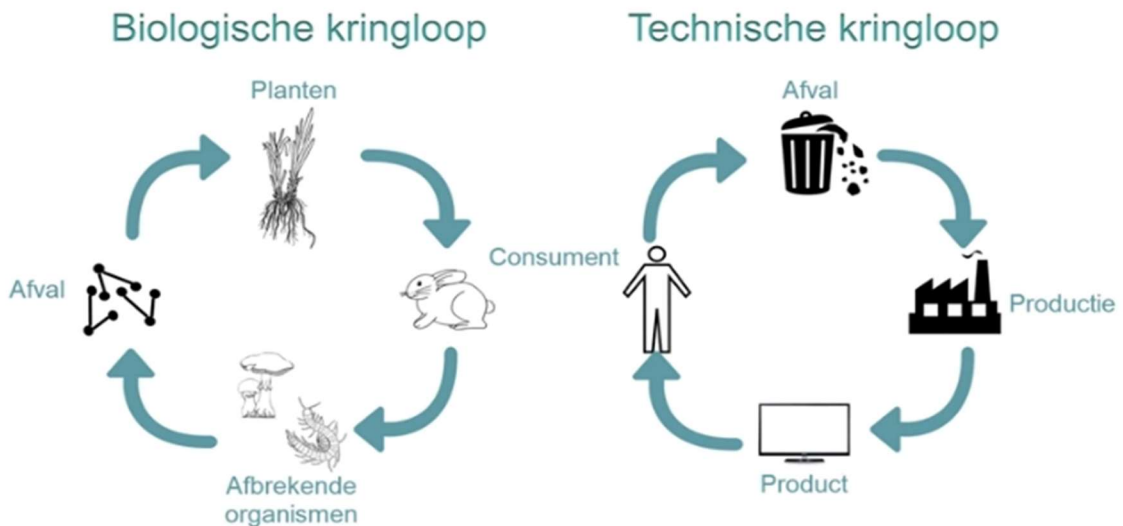 Biologische kringloop
Planten
Consument
Afval
Afbrekende
organismen
Technische kringloop
Afval
Productie
Product